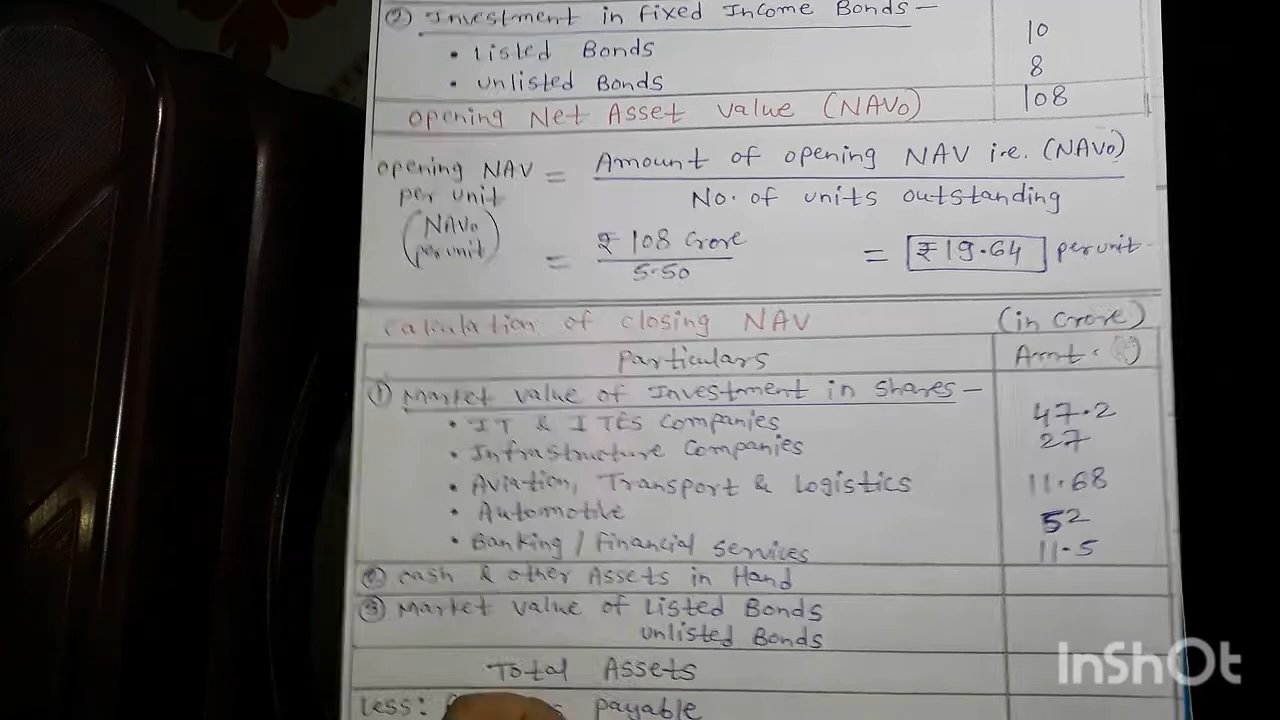 ② Investment in Fixed Income Bonds —
• Listed Bonds 10
• Unlisted Bonds 8
Opening Net Asset Value (NAV₀) 108
Opening NAV per unit (NAV₀ per unit) = Amount of opening NAV i.e. (NAV₀) / No. of units outstanding
= ₹ 108 Crore / 5.50 = ₹ 19.64 per unit
Calculation of closing NAV (in crore)
Particulars Amt.
① Market value of Investment in Shares —
• IT & ITES Companies 47.2
• Infrastructure Companies 27
• Aviation, Transport & Logistics 11.68
• Automotive 52
• Banking / Financial Services 11.5
② Cash & other Assets in Hand
③ Market value of Listed Bonds
Unlisted Bonds
Total Assets
Less: payable
InShOt